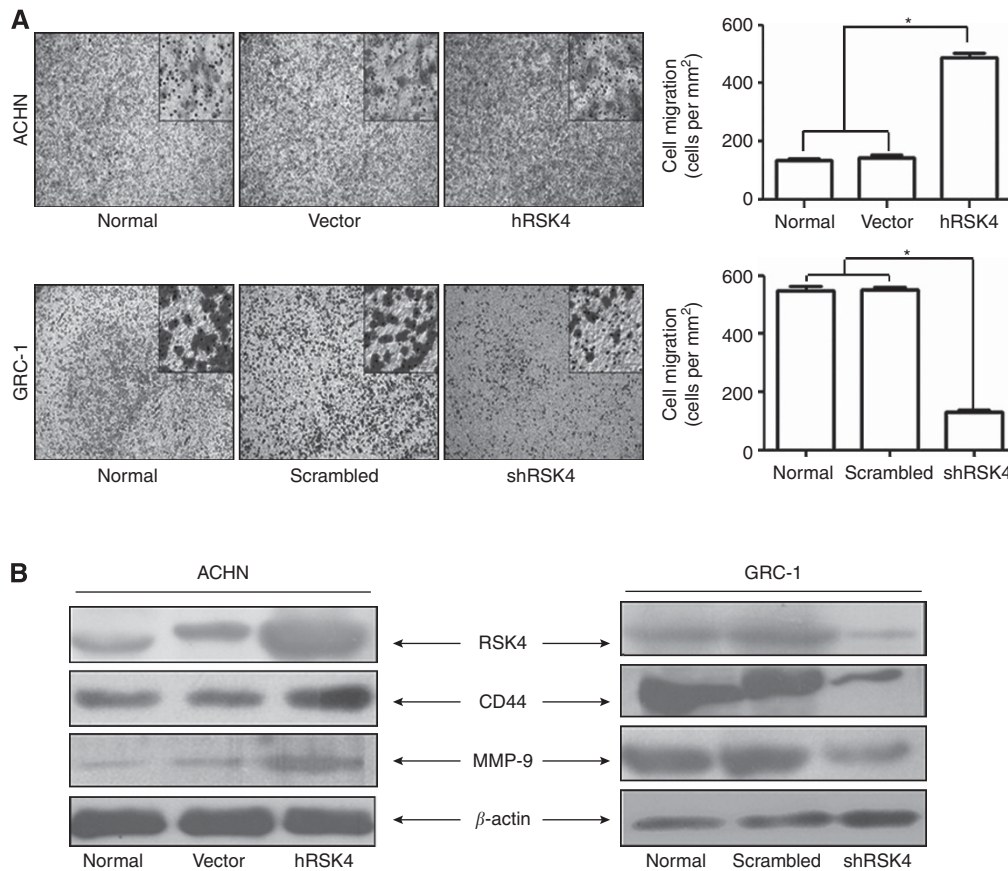 A
ACHN
Normal
Vector
hRSK4
Cell migration
(cells per mm²)
600
400
200
0
*
Normal
Vector
hRSK4
GRC-1
Normal
Scrambled
shRSK4
Cell migration
(cells per mm²)
600
400
200
0
*
Normal
Scrambled
shRSK4
B
ACHN
GRC-1
RSK4
CD44
MMP-9
β-actin
Normal
Vector
hRSK4
Normal
Scrambled
shRSK4